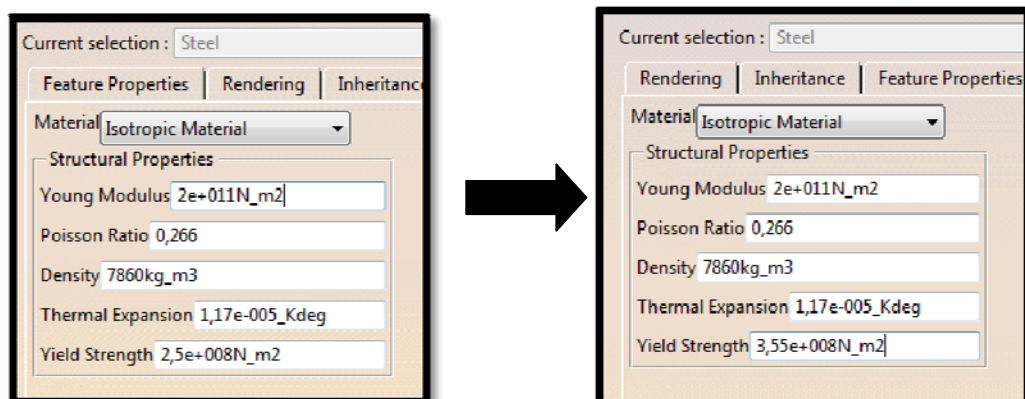 Current selection : Steel
Feature Properties Rendering Inheritanc
Material Isotropic Material
Structural Properties
Young Modulus 2e+011N_m2
Poisson Ratio 0,266
Density 7860kg_m3
Thermal Expansion 1,17e-005_Kdeg
Yield Strength 2,5e+008N_m2
Current selection : Steel
Rendering Inheritance Feature Properties
Material Isotropic Material
Structural Properties
Young Modulus 2e+011N_m2
Poisson Ratio 0,266
Density 7860kg_m3
Thermal Expansion 1,17e-005_Kdeg
Yield Strength 3,55e+008N_m2